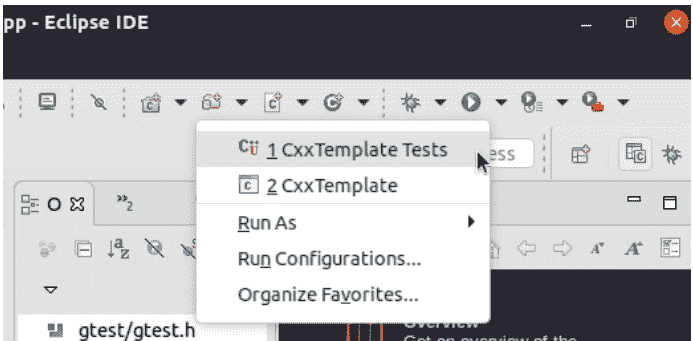 pp - Eclipse IDE
1 CxxTemplate Tests
ess
2 CxxTemplate
Run As
Run Configurations...
Organize Favorites...
O
»2
gtest/gtest.h
Overview
Get an overview of the